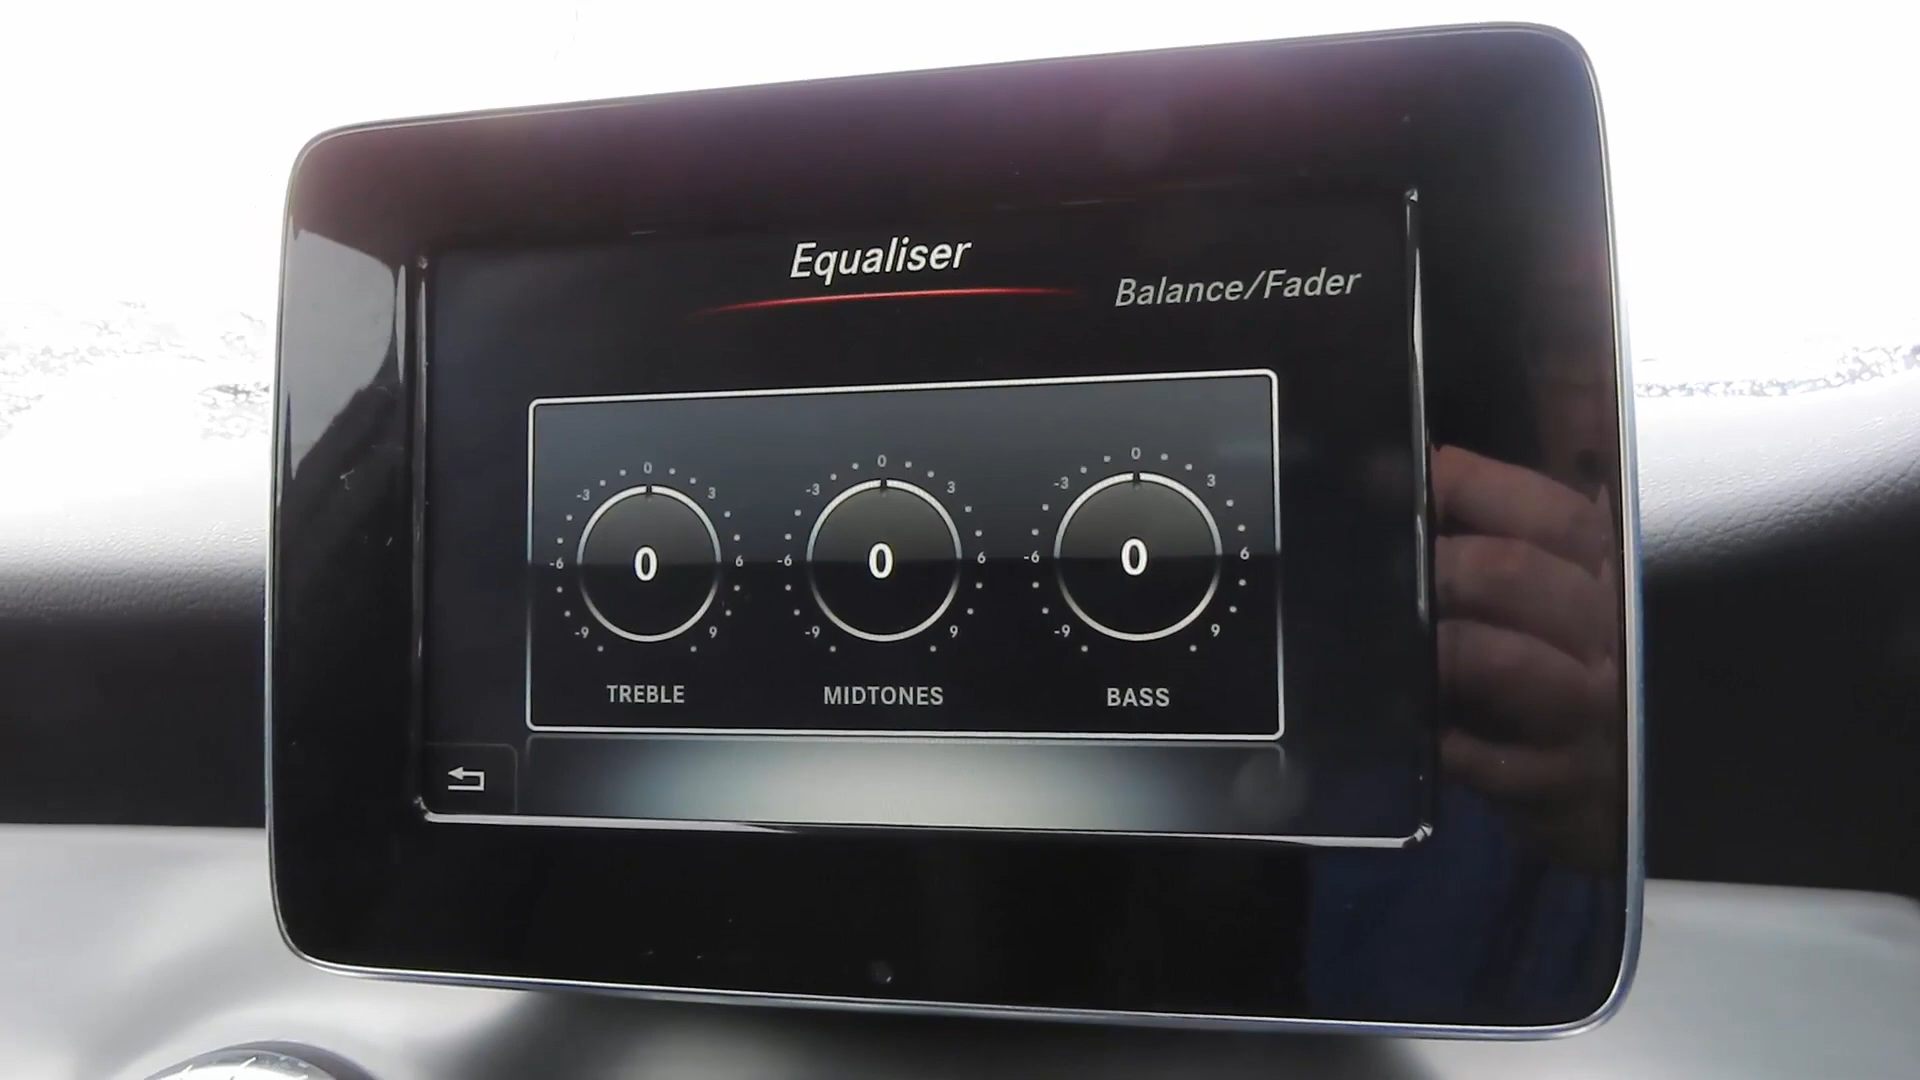 Equaliser
Balance/Fader
0 0 0
-3 3 -3 3 -3 3
-6 0 6 -6 0 6 -6 0 6
-9 9 -9 9 -9 9
TREBLE MIDTONES BASS